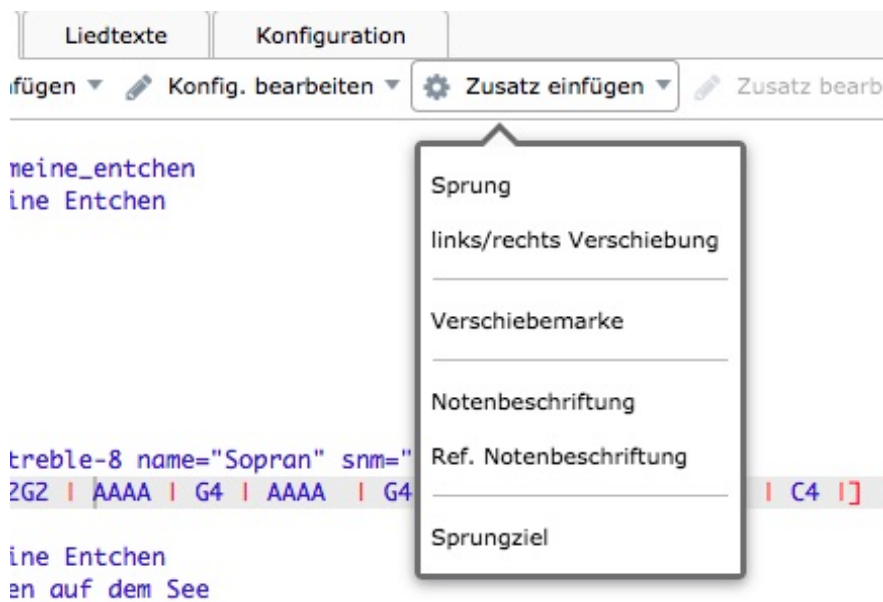 Liedtexte Konfiguration
fügen Konfig. bearbeiten Zusatz einfügen Zusatz bearb
meine_entchen
ine Entchen
Sprung
links/rechts Verschiebung
Verschiebemarke
Notenbeschriftung
Ref. Notenbeschriftung
Sprungziel
treble-8 name="Sopran" snm="
2G2 | AAAA | G4 | AAAA | G4 | C4 |]
ine Entchen
en auf dem See